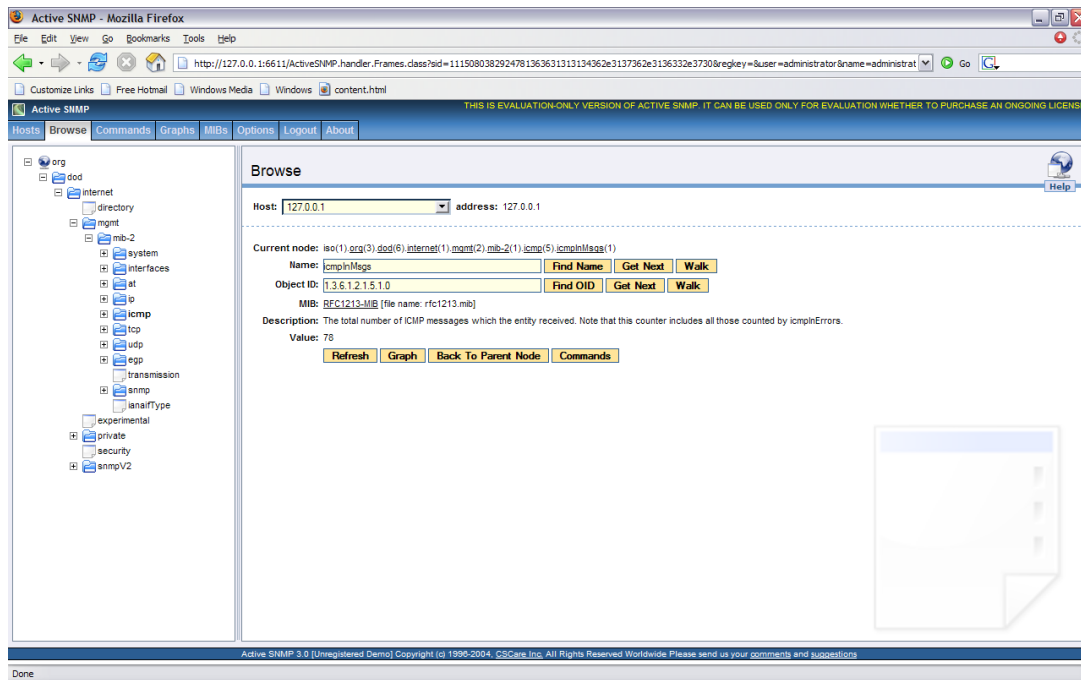 Active SNMP - Mozilla Firefox
File Edit View Go Bookmarks Tools Help
http://127.0.0.1:6611/ActiveSNMP.handler.Frames.class?sid=
&regkey=&user=administrator&name=administrat Go
Customize Links Free Hotmail Windows Media Windows content.html
Active SNMP
THIS IS EVALUATION-ONLY VERSION OF ACTIVE SNMP. IT CAN BE USED ONLY FOR EVALUATION WHETHER TO PURCHASE AN ONGOING LICENS
Hosts Browse Commands Graphs MIBs Options Logout About
org
dod
internet
directory
mgmt
mib-2
system
interfaces
at
ip
icmp
tcp
udp
egp
transmission
snmp
ianaifType
experimental
private
security
snmpV2
Browse
Help
Host: 127.0.0.1 address: 127.0.0.1
Current node: iso(1).org(3).dod(6).internet(1).mgmt(2).mib-2(1).icmp(5).icmpInMsgs(1)
Name: icmpInMsgs Find Name Get Next Walk
Object ID: 1.3.6.1.2.1.5.1.0 Find OID Get Next Walk
MIB: RFC1213-MIB [file name: rfc1213.mib]
Description: The total number of ICMP messages which the entity received. Note that this counter includes all those counted by icmpInErrors.
Value: 78
Refresh Graph Back To Parent Node Commands
Active SNMP 3.0 [Unregistered Demo] Copyright (c) 1996-2004, CSCare Inc. All Rights Reserved Worldwide Please send us your comments and suggestions
Done